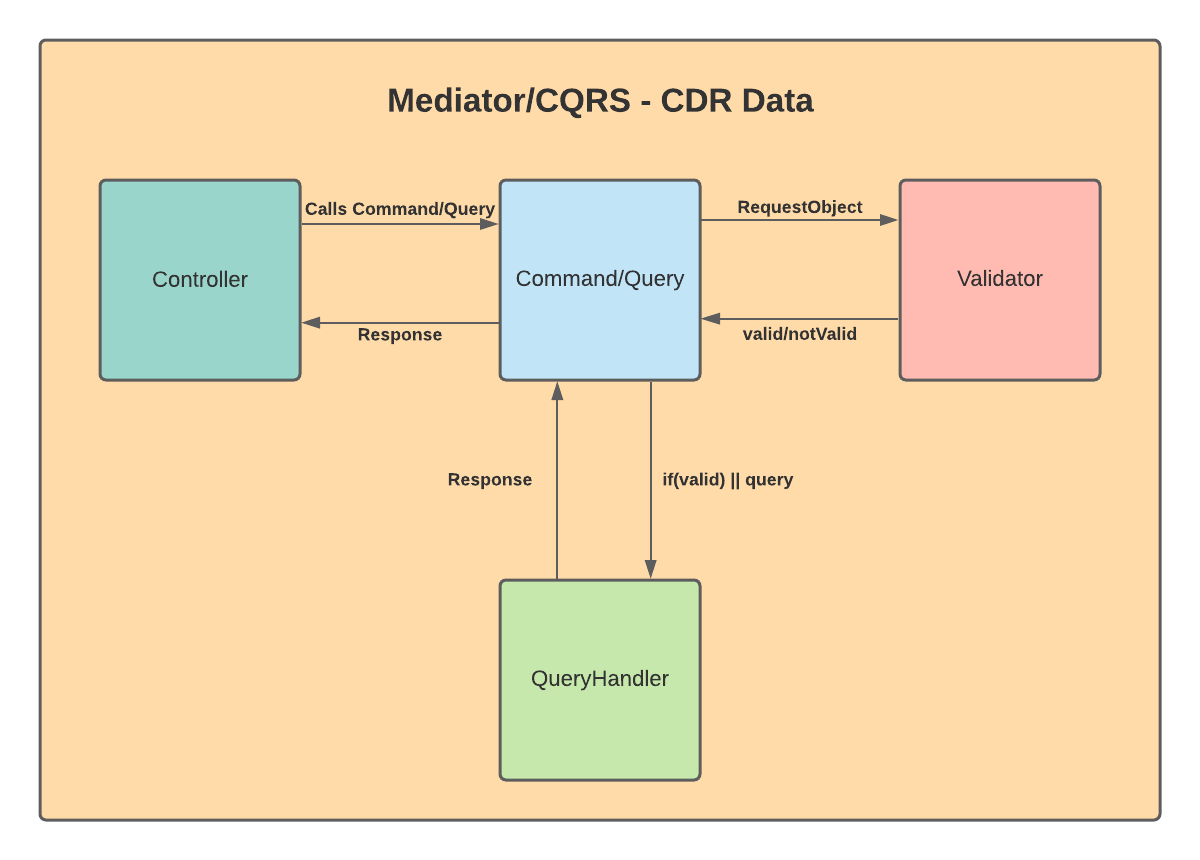 Mediator/CQRS - CDR Data
Calls Command/Query
RequestObject
Controller
Command/Query
Validator
Response
valid/notValid
Response
if(valid) || query
QueryHandler